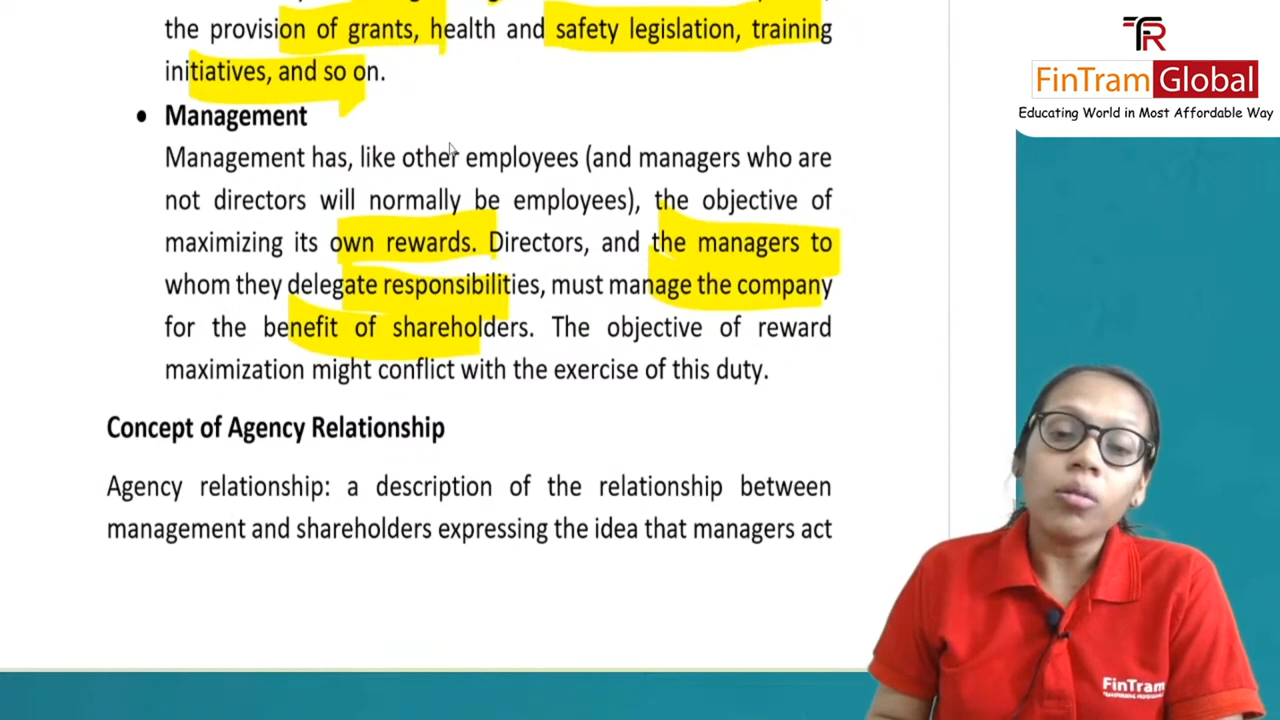 the provision of grants, health and safety legislation, training
initiatives, and so on.
• Management
Management has, like other employees (and managers who are
not directors will normally be employees), the objective of
maximizing its own rewards. Directors, and the managers to
whom they delegate responsibilities, must manage the company
for the benefit of shareholders. The objective of reward
maximization might conflict with the exercise of this duty.
Concept of Agency Relationship
Agency relationship: a description of the relationship between
management and shareholders expressing the idea that managers act
TFR
FinTram Global
Educating World in Most Affordable Way
FinTram